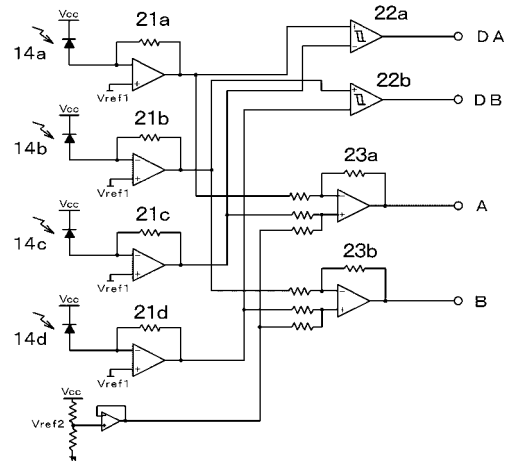 Vcc
21a
22a
DA
14a
Vref1
22b
DB
Vcc
21b
14b
Vref1
23a
A
Vcc
21c
14c
Vref1
23b
B
Vcc
21d
14d
Vref1
Vcc
Vref2